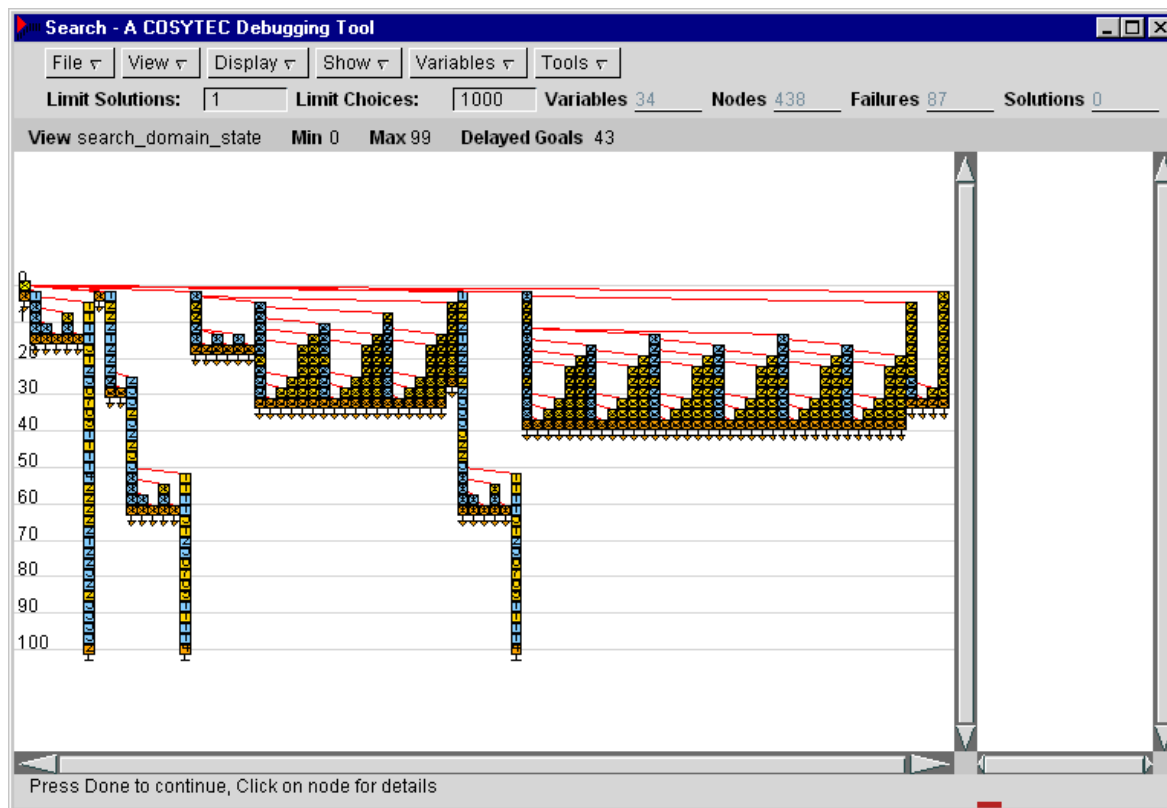 Search - A COSYTEC Debugging Tool
File View Display Show Variables Tools
Limit Solutions: 1 Limit Choices: 1000 Variables 34 Nodes 438 Failures 87 Solutions 0
View search_domain_state Min 0 Max 99 Delayed Goals 43
0
20
30
40
50
60
70
80
90
100
Press Done to continue, Click on node for details